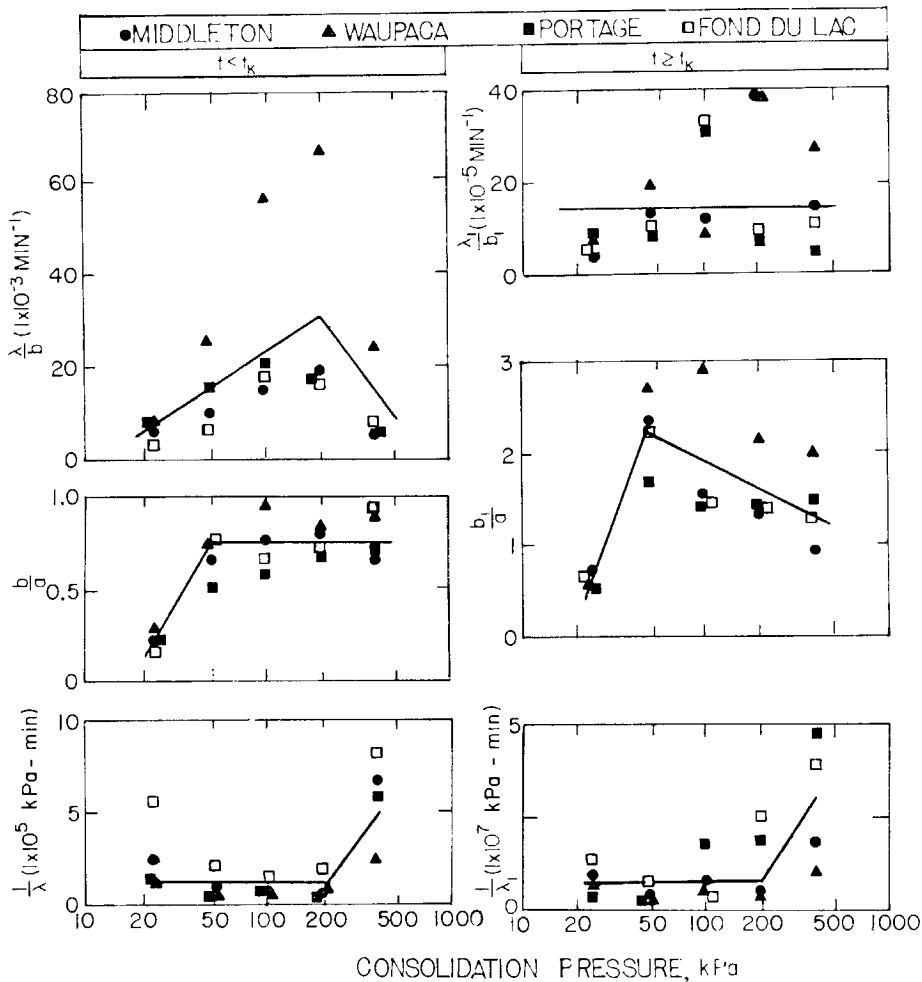 ●MIDDLETON ▲WAUPACA ■PORTAGE □FOND DU LAC
t < t_K
t ≥ t_K
80
60
40
20
0
λ/b (1x10⁻³ MIN⁻¹)
40
20
0
λ₁/b₁ (1x10⁻⁵ MIN⁻¹)
1.0
0.5
0
b/a
3
2
1
0
b₁/a
10
5
0
1/λ (1x10⁵ kPa - min)
5
0
1/λ₁ (1x10⁷ kPa - min)
10 20 50 100 200 500 1000
10 20 50 100 200 500 1000
CONSOLIDATION PRESSURE, kPa